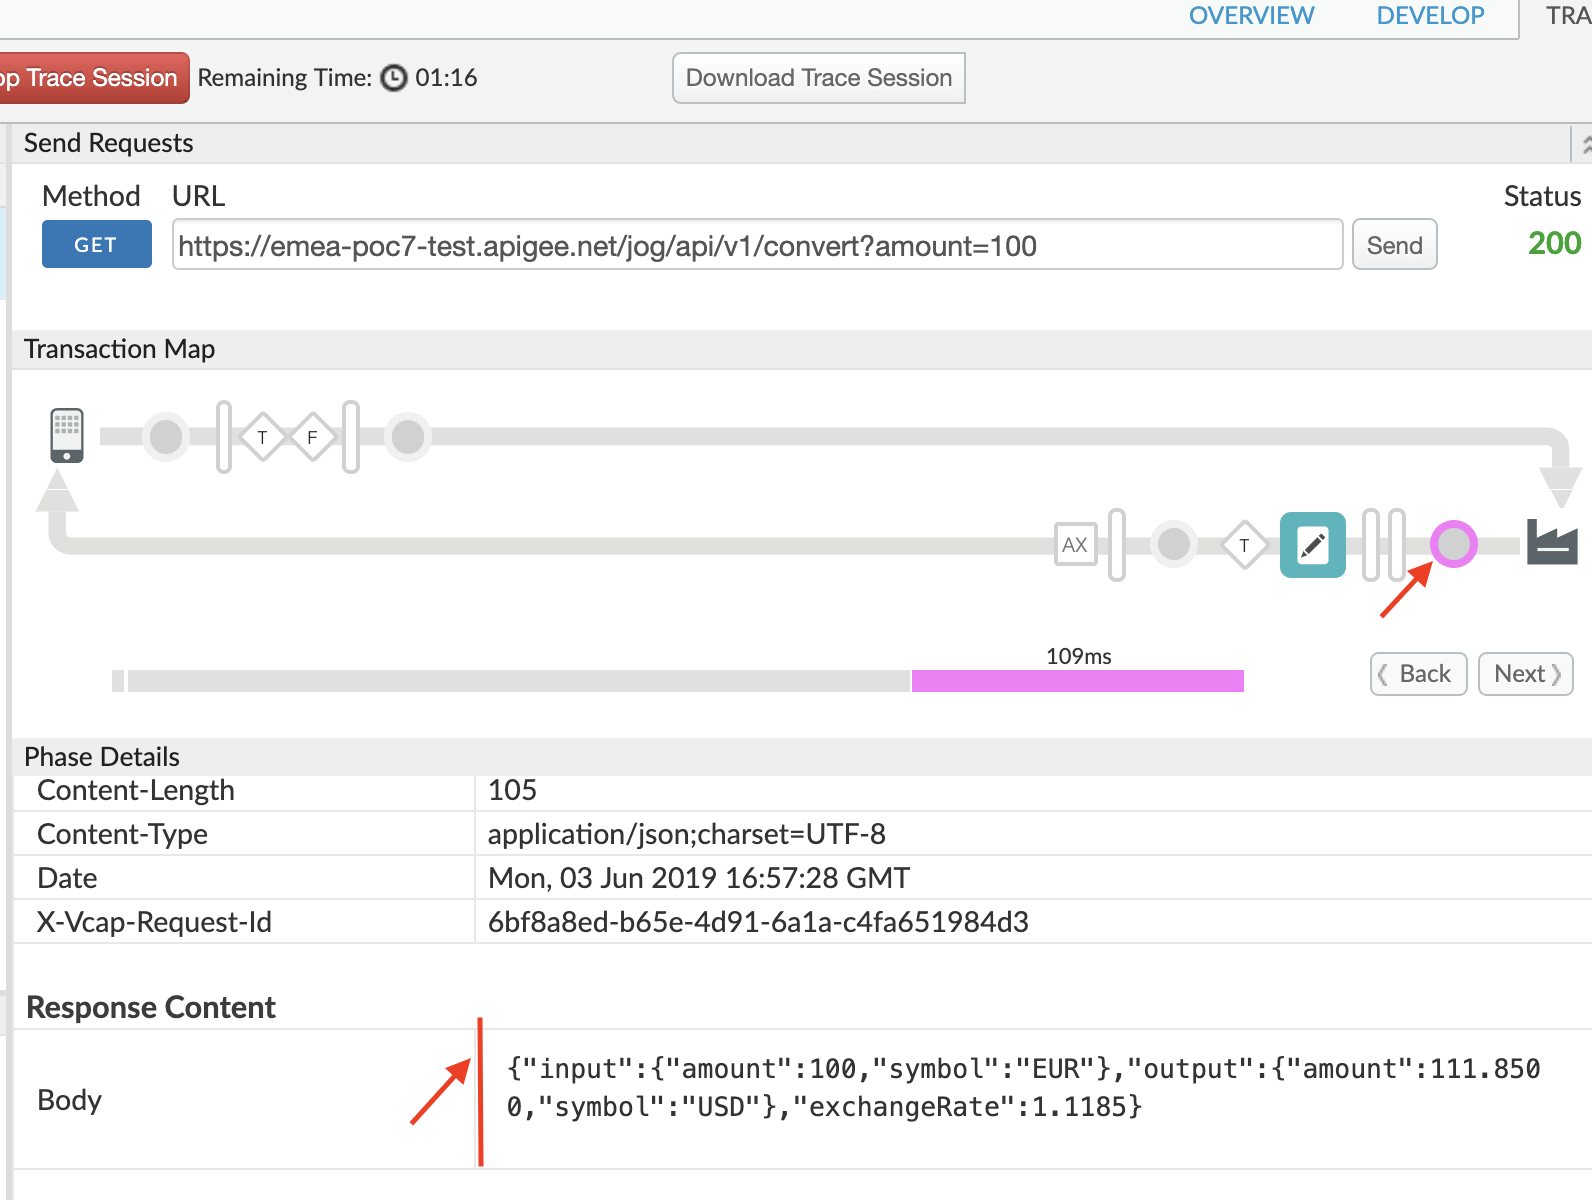 OVERVIEW DEVELOP TRA
op Trace Session Remaining Time: 01:16 Download Trace Session
Send Requests
Method URL Status
GET https://emea-poc7-test.apigee.net/jog/api/v1/convert?amount=100 Send 200
Transaction Map
T F
AX T
109ms
Back Next
Phase Details
Content-Length 105
Content-Type application/json;charset=UTF-8
Date Mon, 03 Jun 2019 16:57:28 GMT
X-Vcap-Request-Id 6bf8a8ed-b65e-4d91-6a1a-c4fa651984d3
Response Content
Body {"input":{"amount":100,"symbol":"EUR"},"output":{"amount":111.850
0,"symbol":"USD"},"exchangeRate":1.1185}